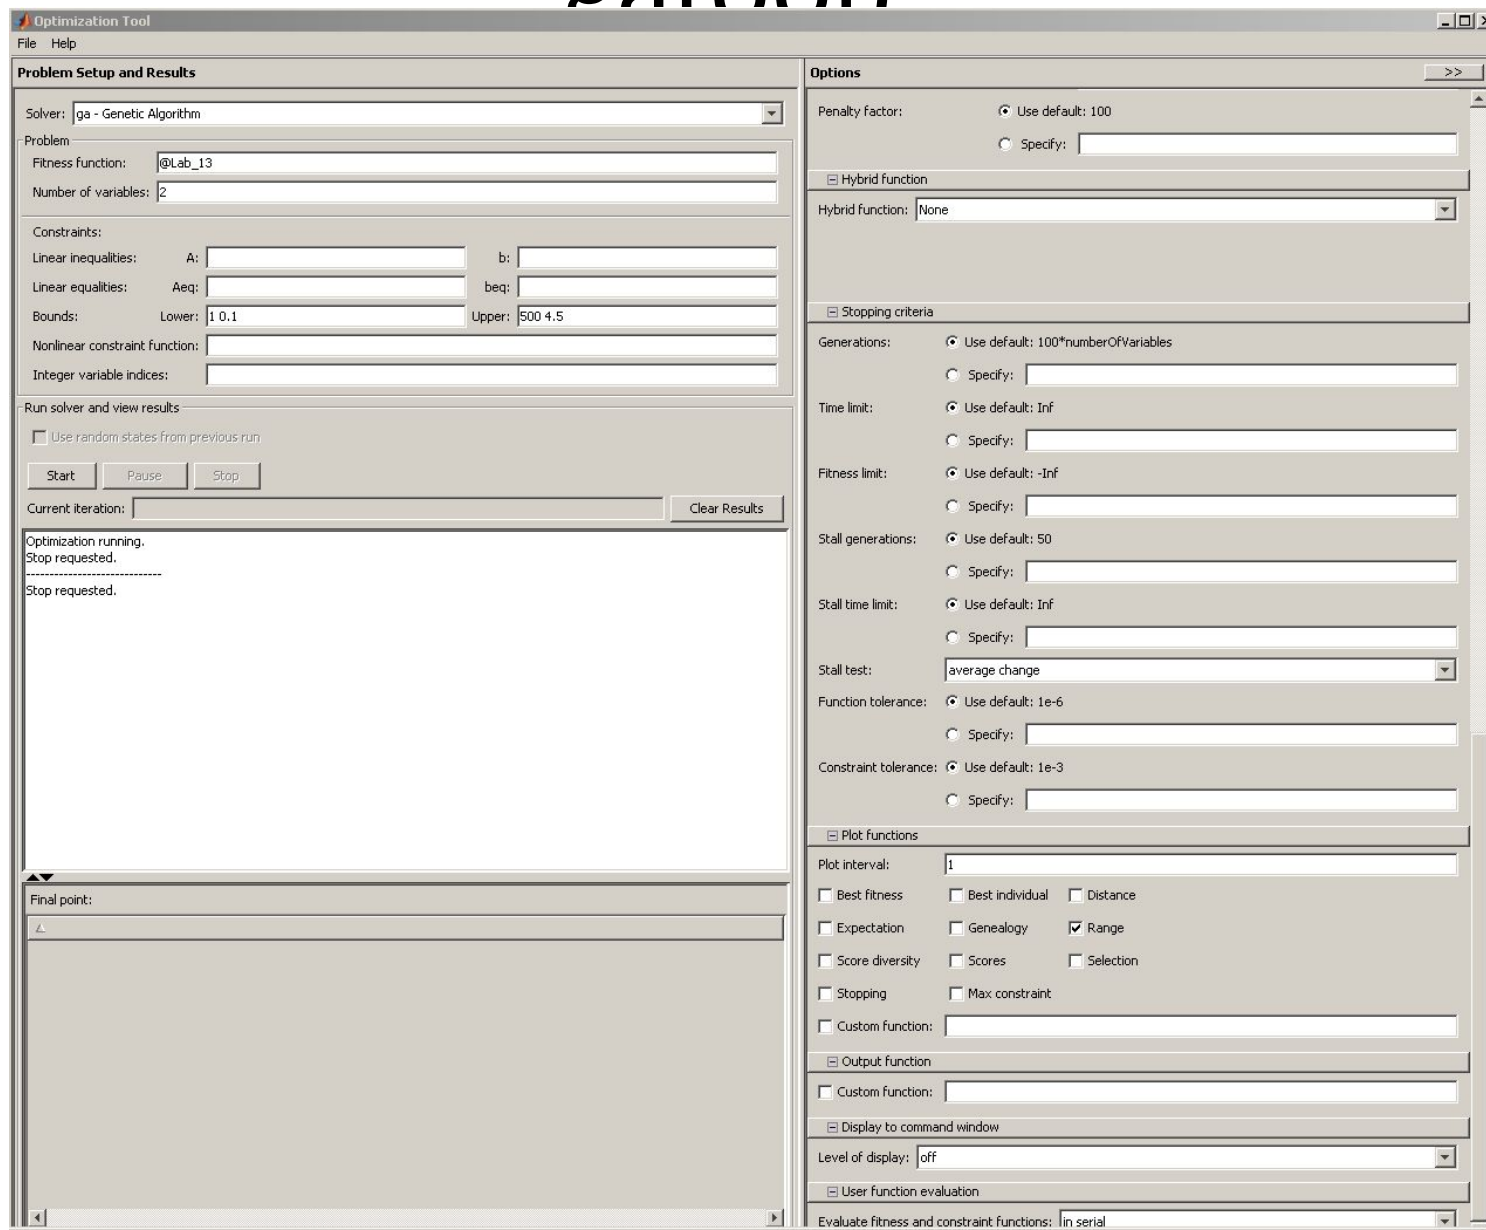 Optimization Tool
File Help
Problem Setup and Results
Solver: ga - Genetic Algorithm
Problem
Fitness function: @Lab_13
Number of variables: 2
Constraints:
Linear inequalities: A: b:
Linear equalities: Aeq: beq:
Bounds: Lower: 1 0.1 Upper: 500 4.5
Nonlinear constraint function:
Integer variable indices:
Run solver and view results
Use random states from previous run
Start Pause Stop
Current iteration: Clear Results
Optimization running.
Stop requested.
-----------------------------
Stop requested.
Final point:
Options >>
Penalty factor: Use default: 100
Specify:
Hybrid function
Hybrid function: None
Stopping criteria
Generations: Use default: 100*numberOfVariables
Specify:
Time limit: Use default: Inf
Specify:
Fitness limit: Use default: -Inf
Specify:
Stall generations: Use default: 50
Specify:
Stall time limit: Use default: Inf
Specify:
Stall test: average change
Function tolerance: Use default: 1e-6
Specify:
Constraint tolerance: Use default: 1e-3
Specify:
Plot functions
Plot interval: 1
Best fitness Best individual Distance
Expectation Genealogy Range
Score diversity Scores Selection
Stopping Max constraint
Custom function:
Output function
Custom function:
Display to command window
Level of display: off
User function evaluation
Evaluate fitness and constraint functions: in serial